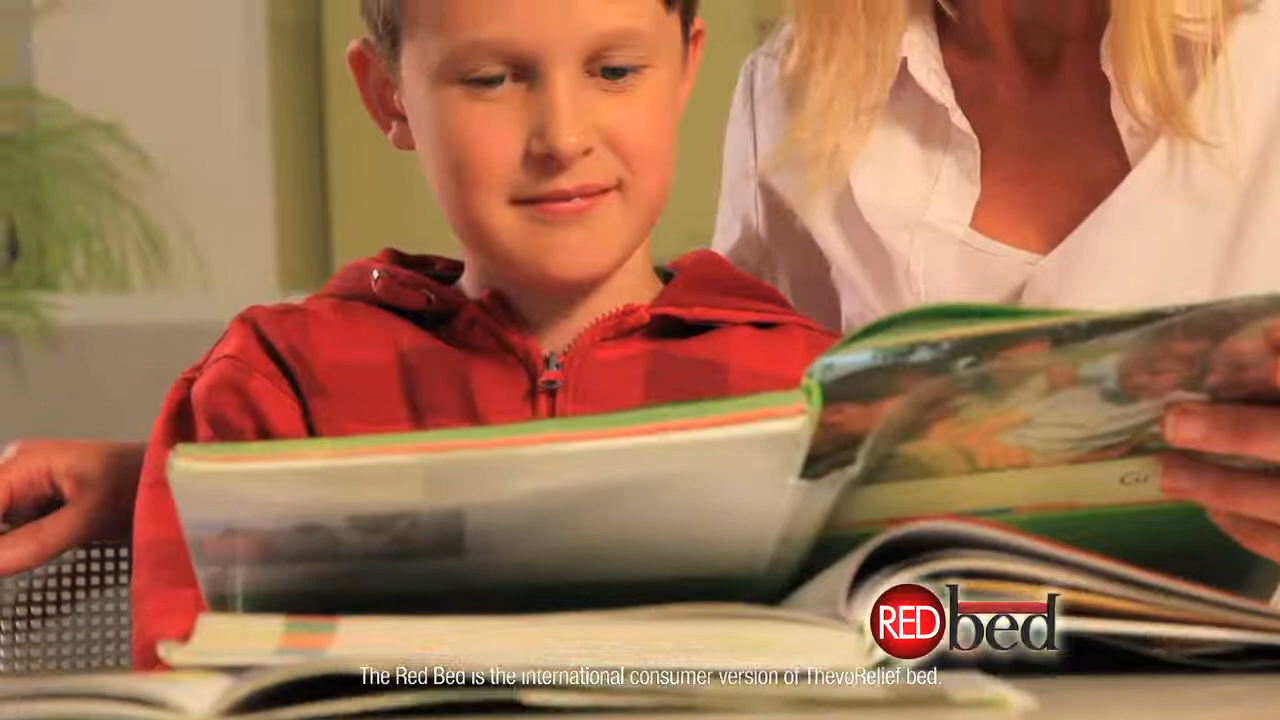 RED bed
The Red Bed is the international consumer version of ThevoRelief bed.